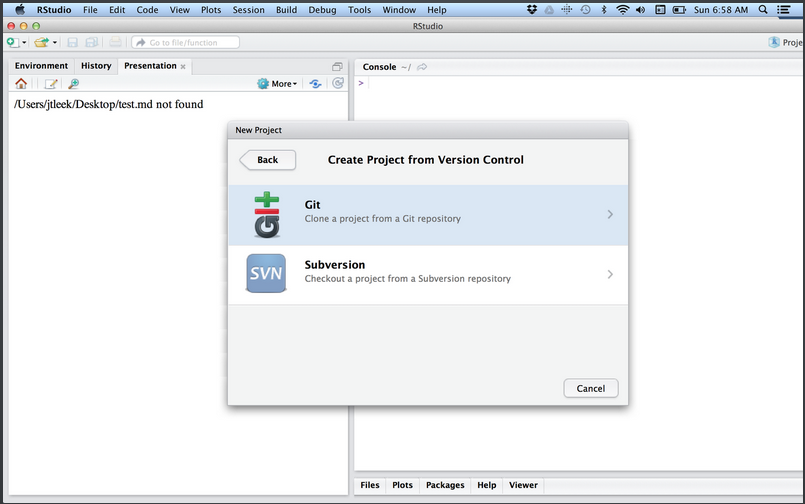 RStudio File Edit Code View Plots Session Build Debug Tools Window Help Sun 6:58 AM
RStudio
Go to file/function Proje
Environment History Presentation
More
/Users/jtleek/Desktop/test.md not found
Console ~/
>
New Project
Back
Create Project from Version Control
Git
Clone a project from a Git repository
SVN
Subversion
Checkout a project from a Subversion repository
Cancel
Files Plots Packages Help Viewer